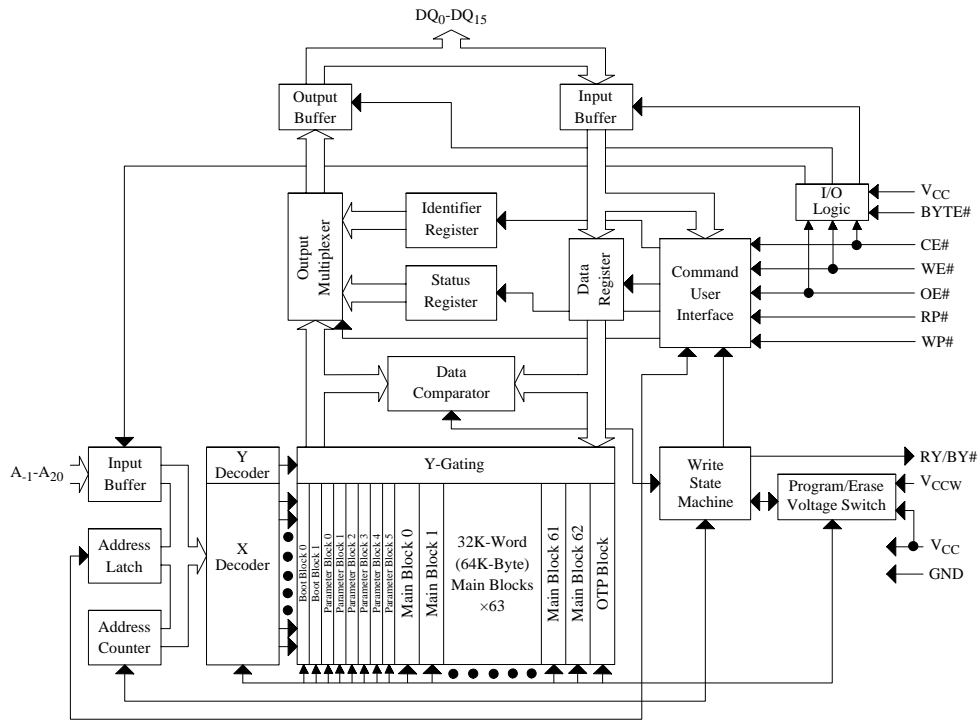 DQ0-DQ15
Output
Buffer
Input
Buffer
I/O
Logic
VCC
BYTE#
CE#
WE#
OE#
RP#
WP#
Output
Multiplexer
Identifier
Register
Status
Register
Data
Register
Command
User
Interface
Data
Comparator
A-1-A20
Input
Buffer
Y
Decoder
Y-Gating
Write
State
Machine
RY/BY#
Program/Erase
Voltage Switch
VCCW
VCC
GND
Address
Latch
X
Decoder
Address
Counter
Boot Block 0
Boot Block 1
Parameter Block 0
Parameter Block 1
Parameter Block 2
Parameter Block 3
Parameter Block 4
Parameter Block 5
Main Block 0
Main Block 1
32K-Word
(64K-Byte)
Main Blocks
×63
Main Block 61
Main Block 62
OTP Block